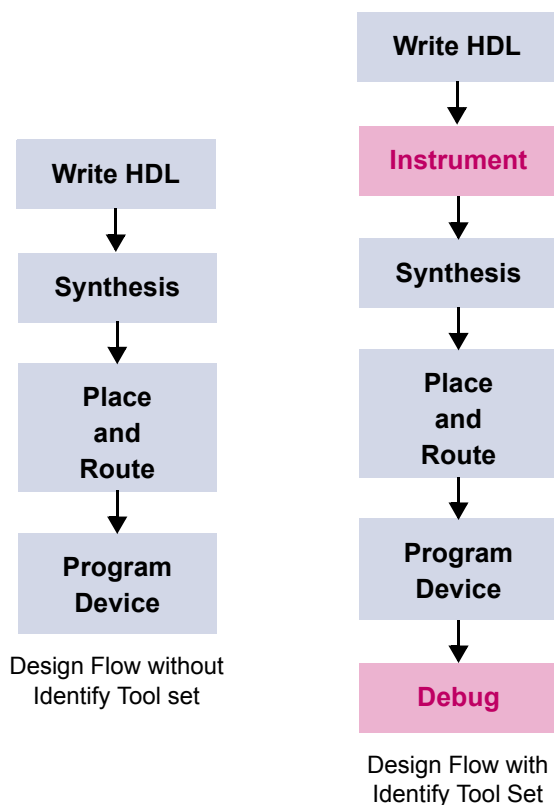 Write HDL
Synthesis
Place
and
Route
Program
Device
Design Flow without
Identify Tool set
Write HDL
Instrument
Synthesis
Place
and
Route
Program
Device
Debug
Design Flow with
Identify Tool Set